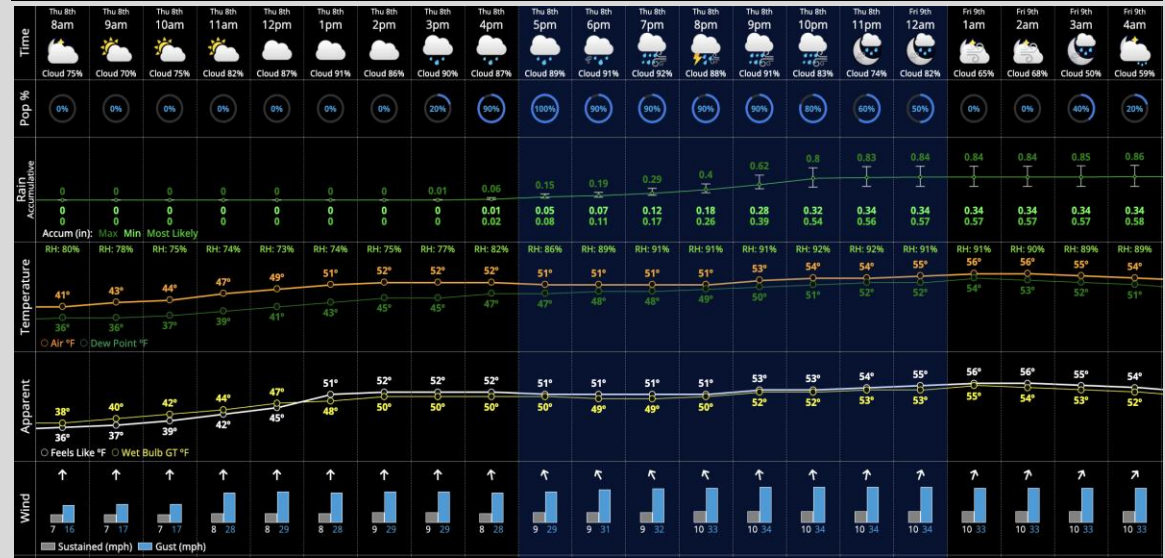 Thu 8th Thu 8th Thu 8th Thu 8th Thu 8th Thu 8th Thu 8th Thu 8th Thu 8th Thu 8th Thu 8th Thu 8th Thu 8th Thu 8th Thu 8th Thu 8th Fri 9th Fri 9th Fri 9th Fri 9th Fri 9th
Time 8am 9am 10am 11am 12pm 1pm 2pm 3pm 4pm 5pm 6pm 7pm 8pm 9pm 10pm 11pm 12am 1am 2am 3am 4am
Cloud 75% Cloud 70% Cloud 75% Cloud 82% Cloud 87% Cloud 91% Cloud 86% Cloud 90% Cloud 87% Cloud 89% Cloud 91% Cloud 92% Cloud 88% Cloud 91% Cloud 83% Cloud 74% Cloud 82% Cloud 65% Cloud 68% Cloud 50% Cloud 59%
Pop % 0% 0% 0% 0% 0% 0% 0% 20% 90% 100% 90% 90% 90% 90% 80% 60% 50% 0% 0% 40% 20%
Rain
Accumulative
0 0 0 0 0 0 0 0.01 0.06 0.15 0.19 0.29 0.4 0.62 0.8 0.83 0.84 0.84 0.84 0.85 0.86
0 0 0 0 0 0 0 0 0.01 0.05 0.07 0.12 0.18 0.28 0.32 0.34 0.34 0.34 0.34 0.34 0.34
0 0 0 0 0 0 0 0 0.02 0.08 0.11 0.17 0.26 0.39 0.54 0.56 0.57 0.57 0.57 0.57 0.58
Accum (in): Max Min Most Likely
RH: 80% RH: 78% RH: 75% RH: 74% RH: 73% RH: 74% RH: 75% RH: 77% RH: 82% RH: 86% RH: 89% RH: 91% RH: 91% RH: 91% RH: 92% RH: 92% RH: 91% RH: 91% RH: 90% RH: 89% RH: 89%
Temperature
41° 43° 44° 47° 49° 51° 52° 52° 52° 51° 51° 51° 51° 53° 54° 54° 55° 56° 56° 55° 54°
36° 36° 37° 39° 41° 43° 45° 45° 47° 47° 48° 48° 49° 50° 51° 52° 52° 54° 53° 52° 51°
Air °F Dew Point °F
Apparent
38° 40° 42° 44° 47° 51° 52° 52° 52° 51° 51° 51° 51° 53° 53° 54° 55° 56° 56° 55° 54°
36° 37° 39° 42° 45° 48° 50° 50° 50° 50° 49° 49° 50° 52° 52° 53° 53° 55° 54° 53° 52°
Feels Like °F Wet Bulb GT °F
Wind
7 16 7 17 7 17 8 28 8 29 8 28 9 29 9 29 8 28 9 29 9 31 9 32 10 33 10 34 10 34 10 34 10 34 10 33 10 33 10 33 10 33
Sustained (mph) Gust (mph)